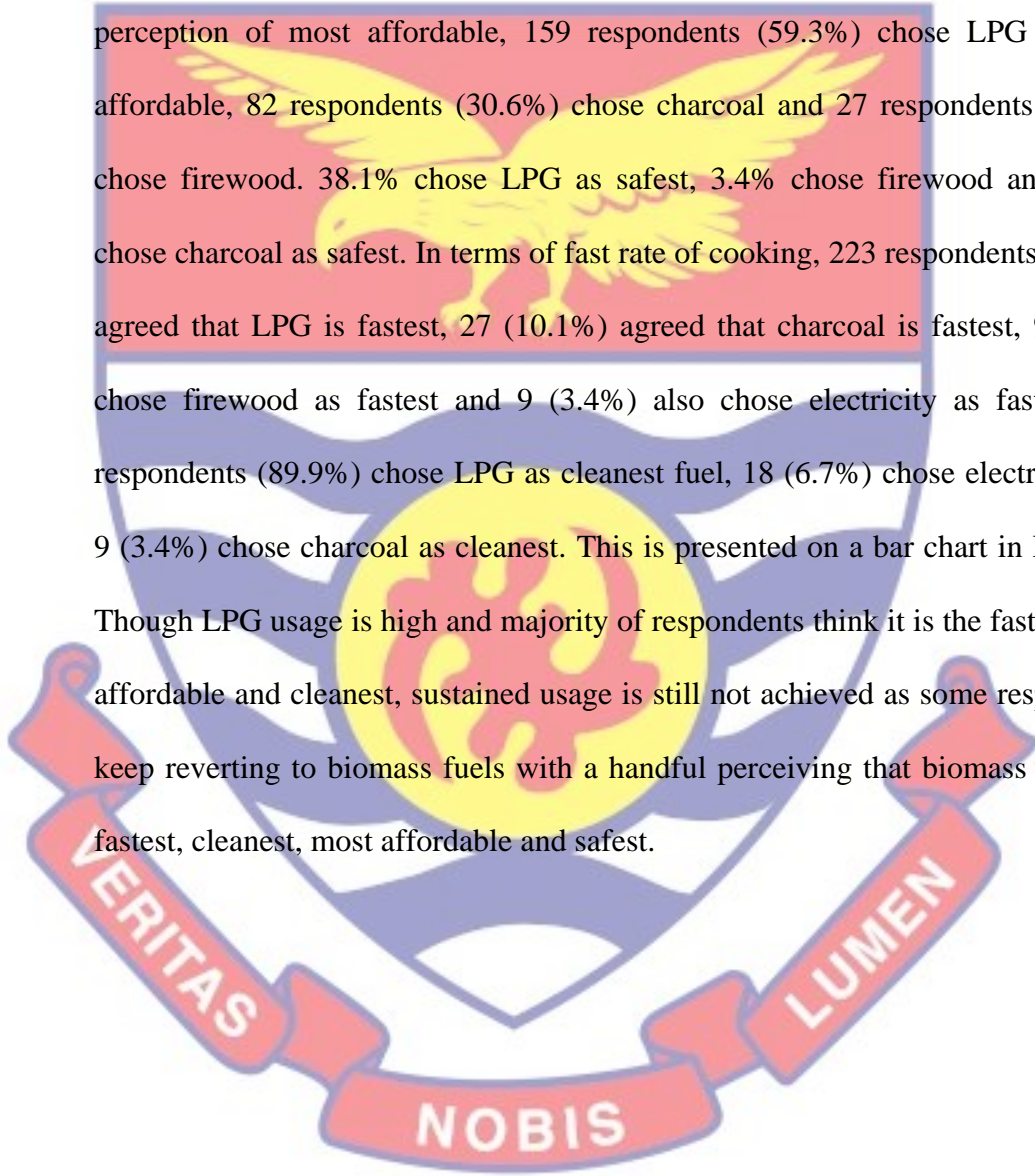 perception of most affordable, 159 respondents (59.3%) chose LPG
affordable, 82 respondents (30.6%) chose charcoal and 27 respondents
chose firewood. 38.1% chose LPG as safest, 3.4% chose firewood an
chose charcoal as safest. In terms of fast rate of cooking, 223 respondents
agreed that LPG is fastest, 27 (10.1%) agreed that charcoal is fastest,
chose firewood as fastest and 9 (3.4%) also chose electricity as fas
respondents (89.9%) chose LPG as cleanest fuel, 18 (6.7%) chose electr
9 (3.4%) chose charcoal as cleanest. This is presented on a bar chart in
Though LPG usage is high and majority of respondents think it is the fast
affordable and cleanest, sustained usage is still not achieved as some res
keep reverting to biomass fuels with a handful perceiving that biomass
fastest, cleanest, most affordable and safest.
VERITAS
NOBIS
LUMEN